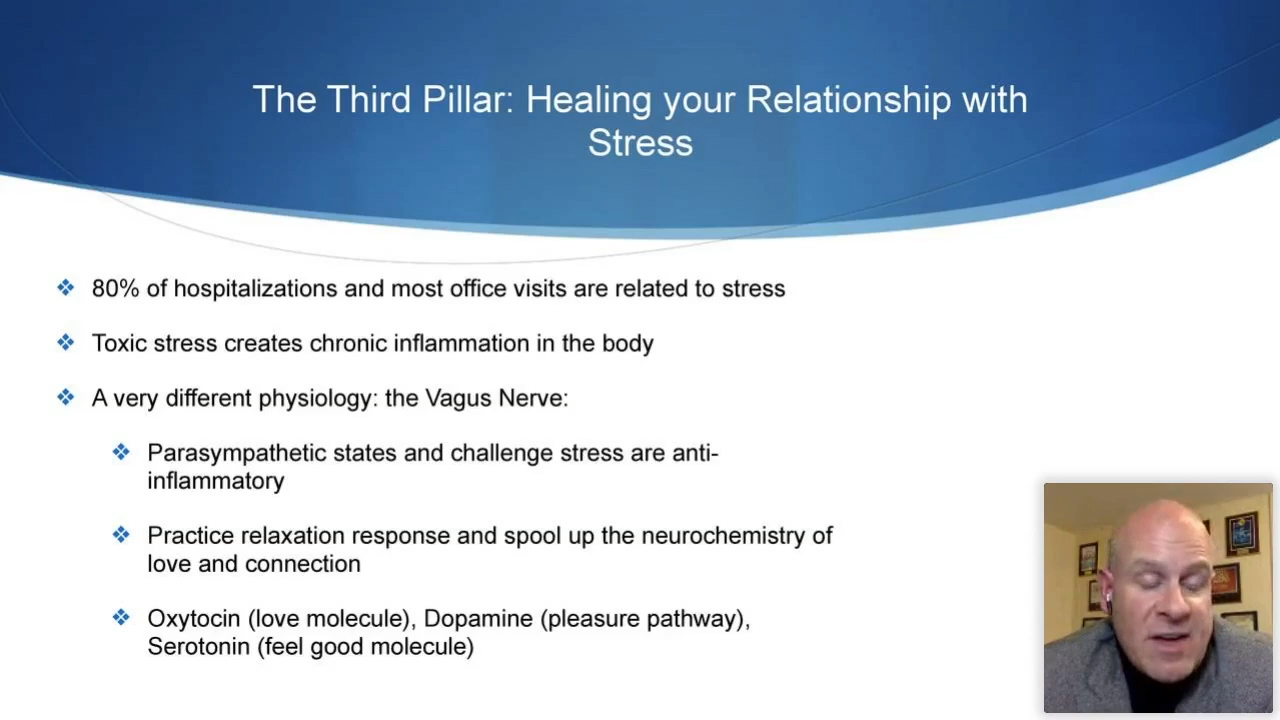 The Third Pillar: Healing your Relationship with
Stress
80% of hospitalizations and most office visits are related to stress
Toxic stress creates chronic inflammation in the body
A very different physiology: the Vagus Nerve:
Parasympathetic states and challenge stress are anti-
inflammatory
Practice relaxation response and spool up the neurochemistry of
love and connection
Oxytocin (love molecule), Dopamine (pleasure pathway),
Serotonin (feel good molecule)